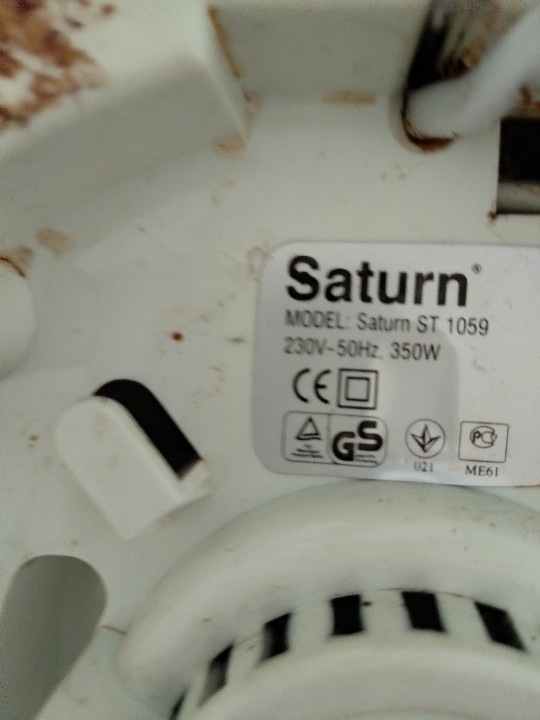 Saturn®
MODEL: Saturn ST 1059
230V~50Hz, 350W
CE
GS
021
ME61